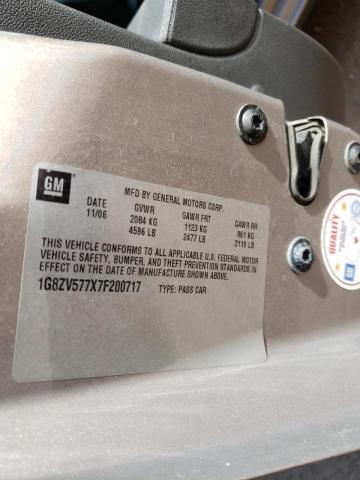 GM
MFD BY GENERAL MOTORS CORP.
DATE GVWR GAWR FRT GAWR RR
11/06 2084 KG 1123 KG 961 KG
4596 LB 2477 LB 2119 LB
THIS VEHICLE CONFORMS TO ALL APPLICABLE U.S. FEDERAL MOTOR
VEHICLE SAFETY, BUMPER, AND THEFT PREVENTION STANDARDS
IN EFFECT ON THE DATE OF MANUFACTURE SHOWN ABOVE.
1G8ZV577X7F200717 TYPE: PASS CAR
QUALITY